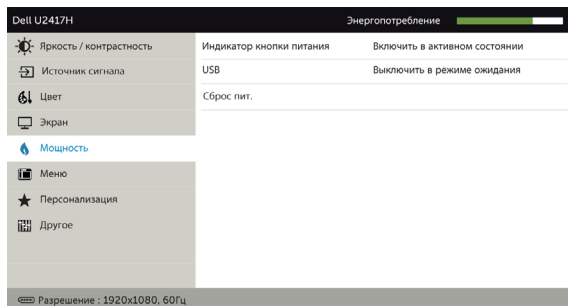 Dell U2417H Энергопотребление
Яркость / контрастность Индикатор кнопки питания Включить в активном состоянии
Источник сигнала USB Выключить в режиме ожидания
Цвет Сброс пит.
Экран
Мощность
Меню
Персонализация
Другое
Разрешение : 1920x1080, 60Гц